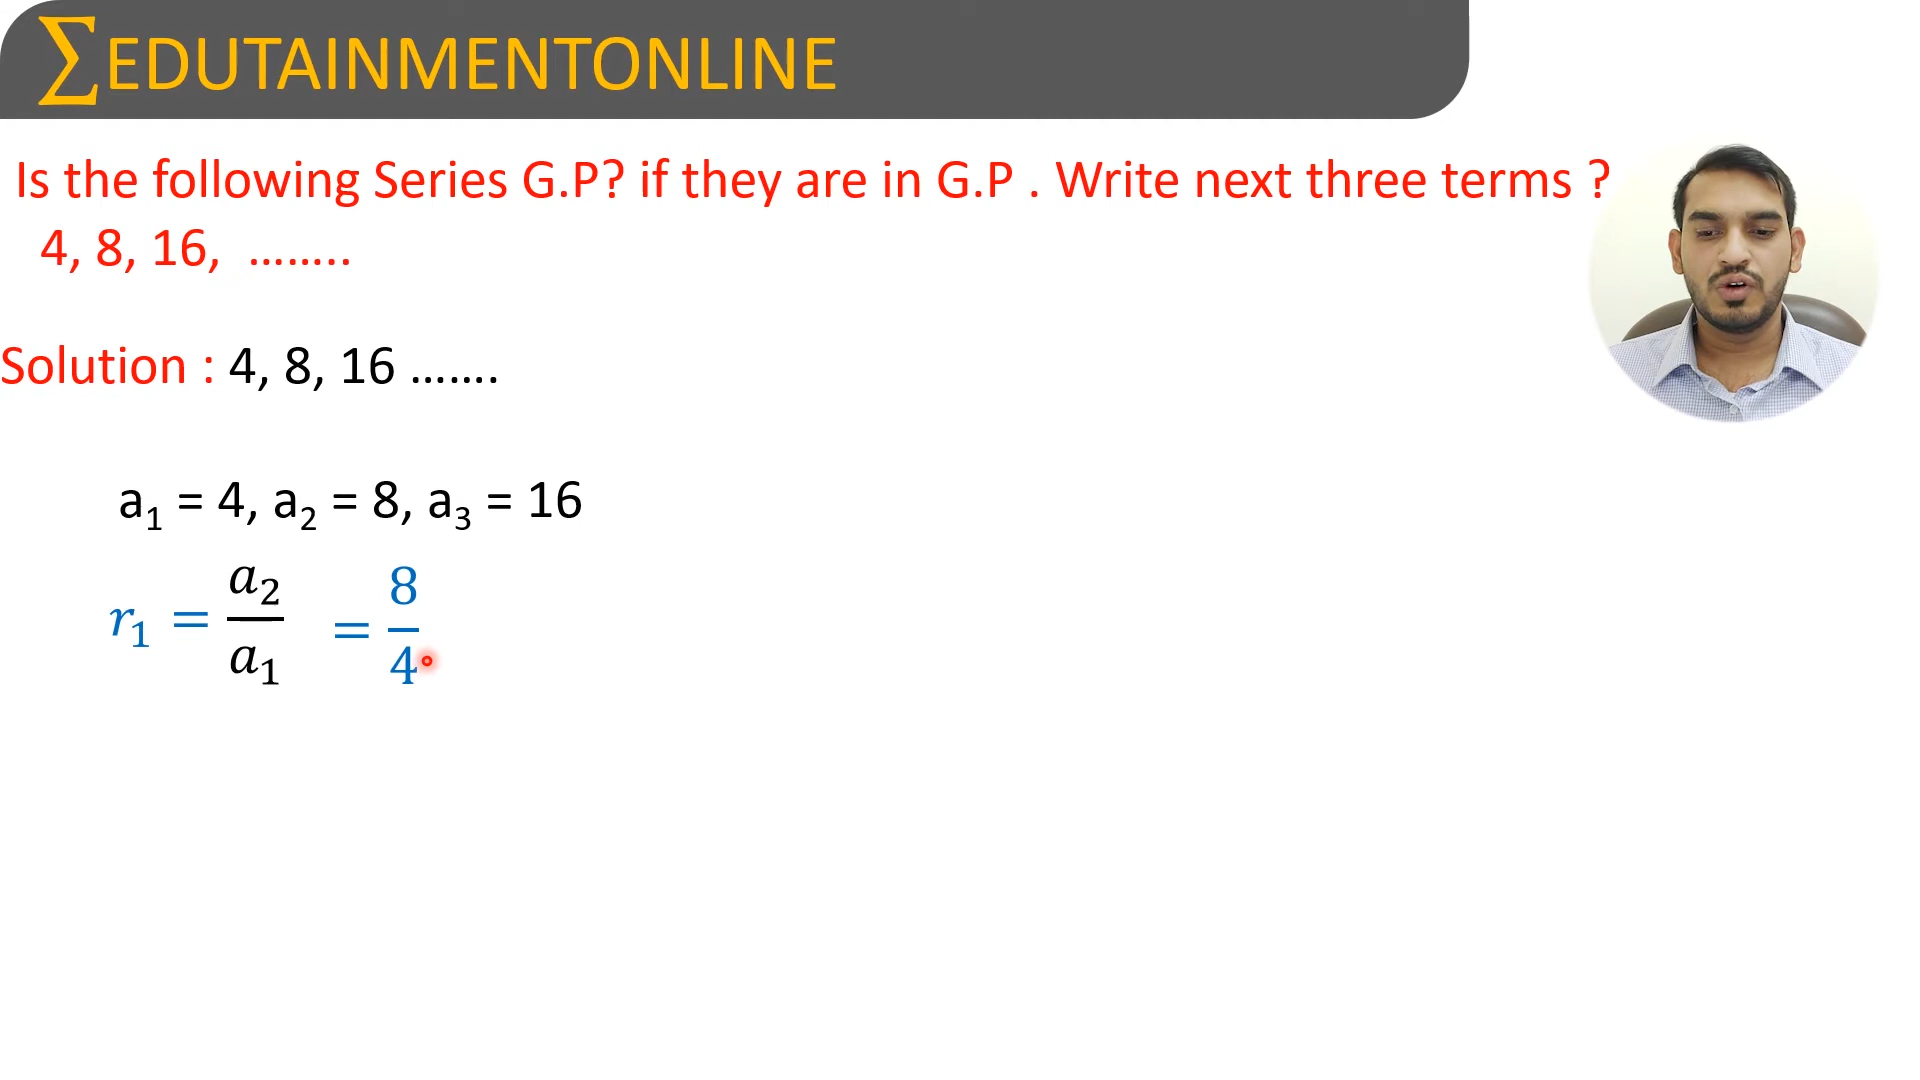 ∑EDUTAINMENTONLINE
Is the following Series G.P? if they are in G.P . Write next three terms ?
4, 8, 16, ........
Solution : 4, 8, 16 .......
a₁ = 4, a₂ = 8, a₃ = 16
r₁ = a₂/a₁ = 8/4